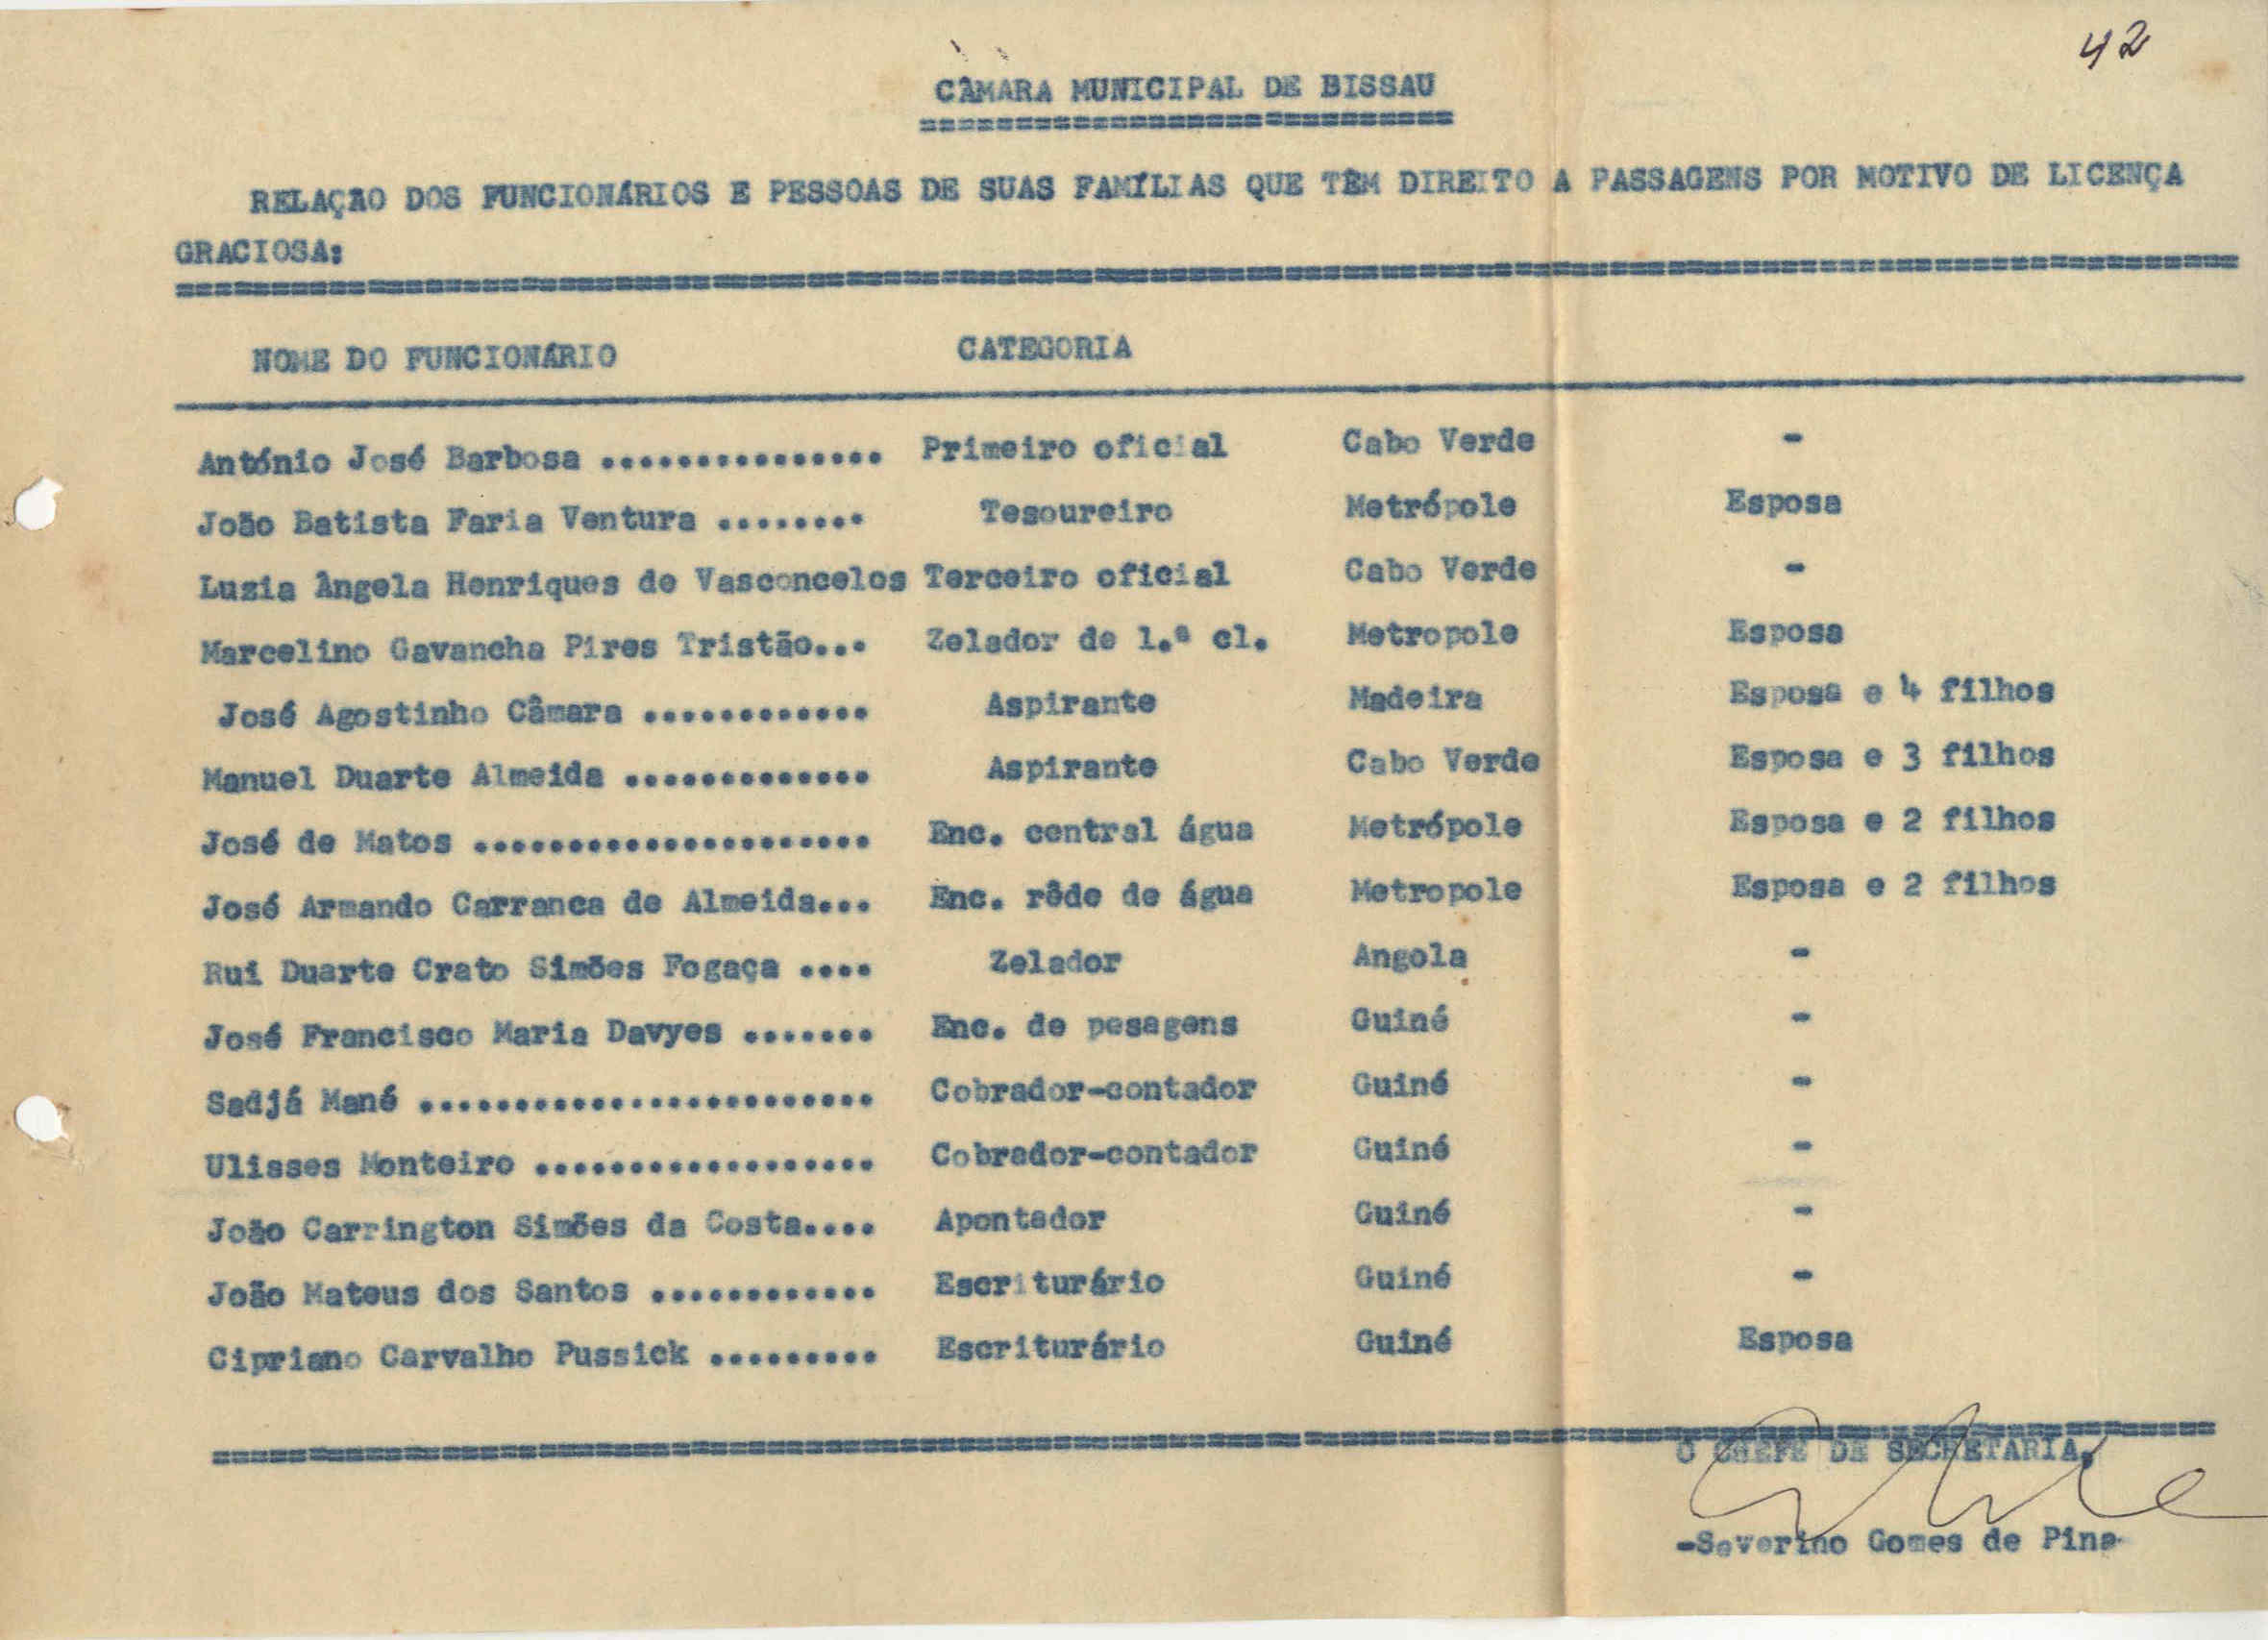 42
CÂMARA MUNICIPAL DE BISSAU
============================
RELAÇÃO DOS FUNCIONÁRIOS E PESSOAS DE SUAS FAMÍLIAS QUE TÊM DIREITO A PASSAGENS POR MOTIVO DE LICENÇA
GRACIOSA:
NOME DO FUNCIONÁRIO CATEGORIA
António José Barbosa ............... Primeiro oficial Cabo Verde -
João Batista Faria Ventura ........ Tesoureiro Metrópole Esposa
Luzia Àngela Henriques de Vasconcelos Terceiro oficial Cabo Verde -
Marcelino Gavancha Pires Tristão... Zelador de 1.ª cl. Metropole Esposa
José Agostinho Câmara ............ Aspirante Madeira Esposa e 4 filhos
Manuel Duarte Almeida ............. Aspirante Cabo Verde Esposa e 3 filhos
José de Matos ..................... Enc. central água Metrópole Esposa e 2 filhos
José Armando Carranca de Almeida... Enc. rêde de água Metropole Esposa e 2 filhos
Rui Duarte Crato Simões Fogaça .... Zelador Angola -
José Francisco Maria Davyes ....... Enc. de pesagens Guiné -
Sadjá Mané ........................ Cobrador-contador Guiné -
Ulisses Monteiro .................. Cobrador-contador Guiné -
João Carrington Simões da Costa.... Apontador Guiné -
João Mateus dos Santos ............ Escriturário Guiné -
Cipriano Carvalho Pussick ......... Escriturário Guiné Esposa
O CHEFE DE SECRETARIA,
-Severino Gomes de Pina-